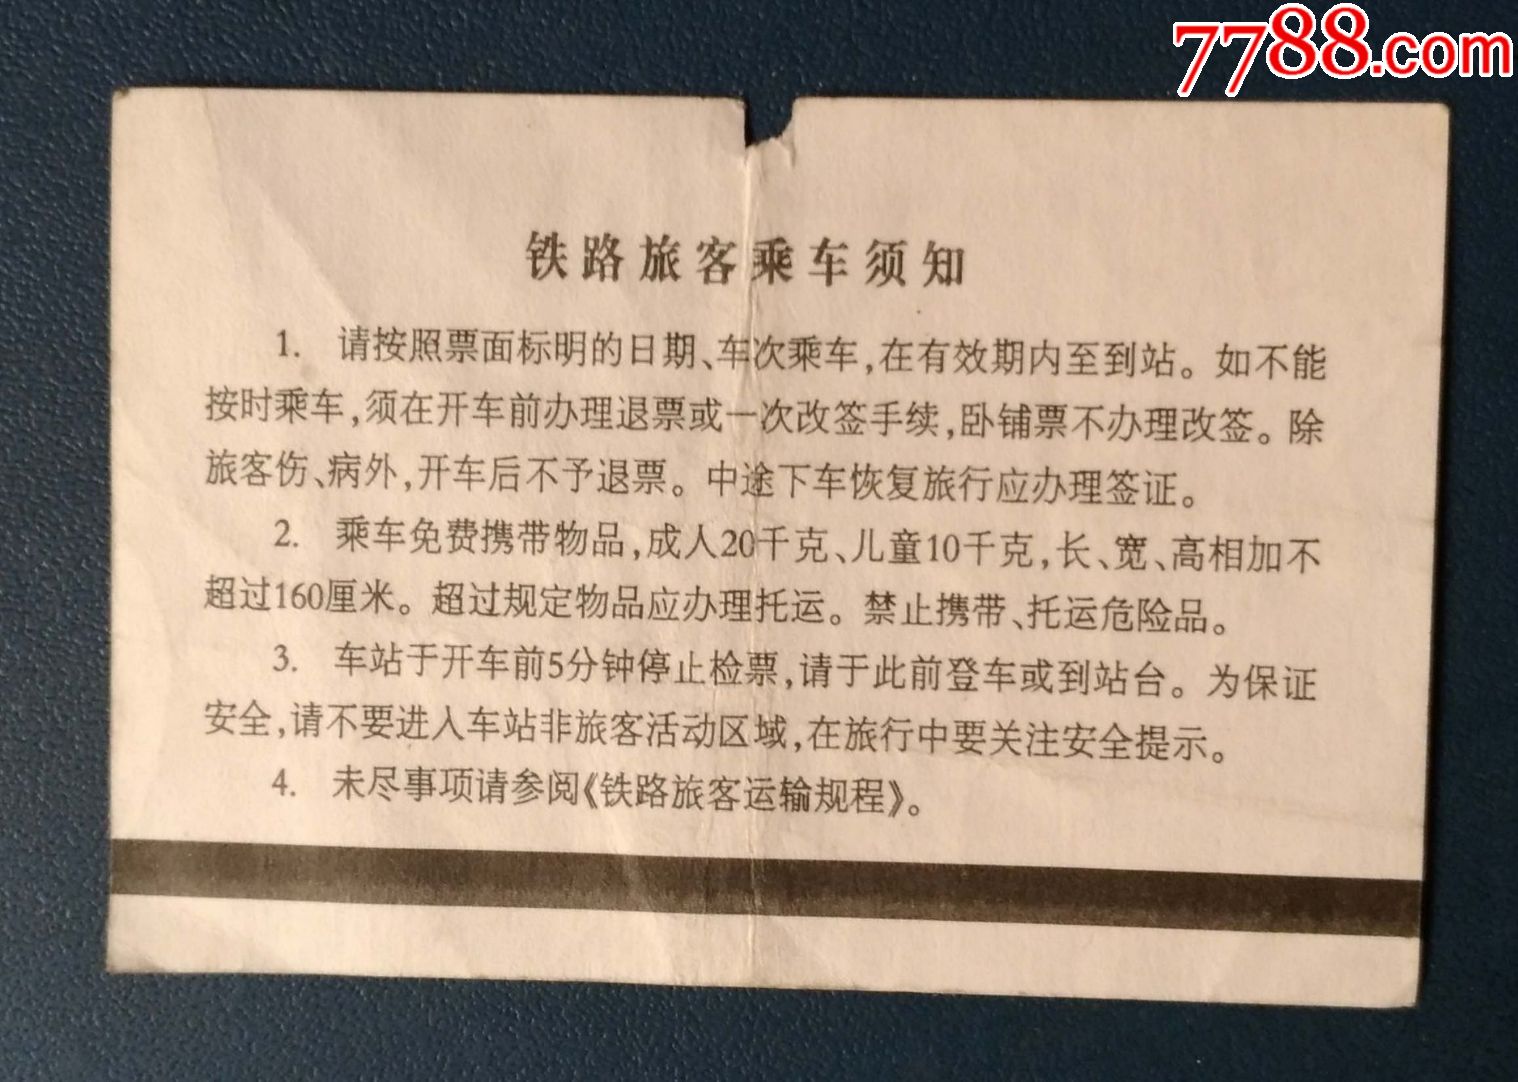 7788.com
铁路旅客乘车须知
1. 请按照票面标明的日期、车次乘车,在有效期内至到站。如不能
按时乘车,须在开车前办理退票或一次改签手续,卧铺票不办理改签。除
旅客伤、病外,开车后不予退票。中途下车恢复旅行应办理签证。
2. 乘车免费携带物品,成人20千克、儿童10千克,长、宽、高相加不
超过160厘米。超过规定物品应办理托运。禁止携带、托运危险品。
3. 车站于开车前5分钟停止检票,请于此前登车或到站台。为保证
安全,请不要进入车站非旅客活动区域,在旅行中要关注安全提示。
4. 未尽事项请参阅《铁路旅客运输规程》。